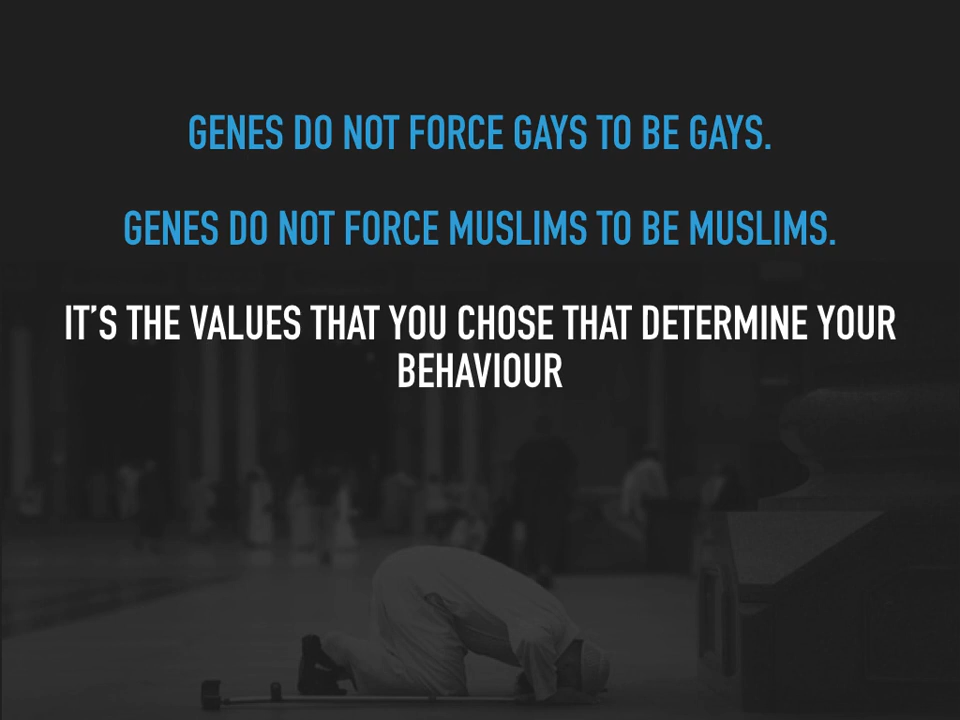 GENES DO NOT FORCE GAYS TO BE GAYS.
GENES DO NOT FORCE MUSLIMS TO BE MUSLIMS.
IT’S THE VALUES THAT YOU CHOSE THAT DETERMINE YOUR
BEHAVIOUR